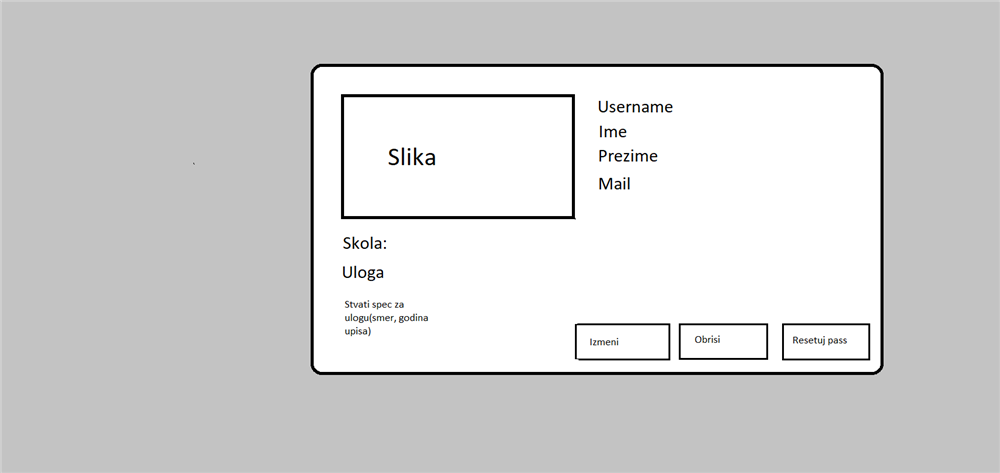 Slika
Username
Ime
Prezime
Mail
Skola:
Uloga
Stvati spec za
ulogu(smer, godina
upisa)
Izmeni
Obrisi
Resetuj pass